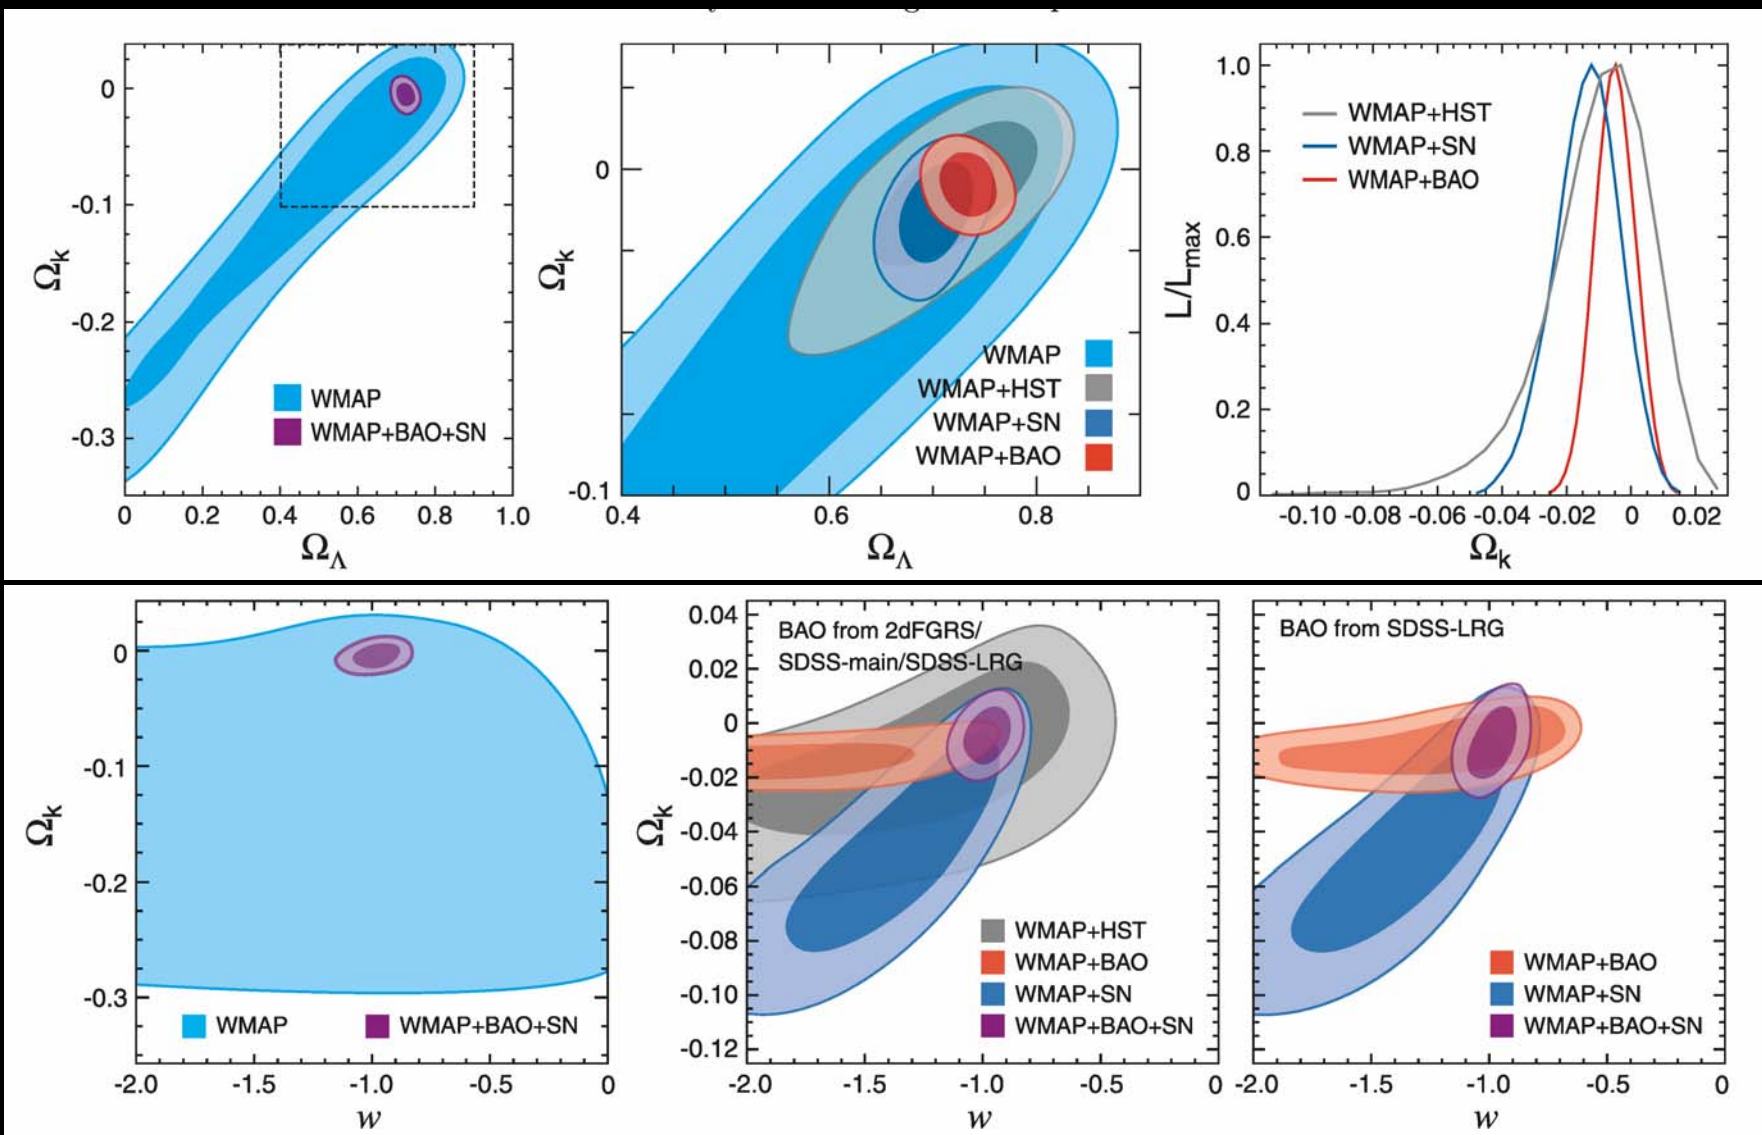 0
-0.1
-0.2
-0.3
Ωk
0 0.2 0.4 0.6 0.8 1.0
ΩΛ
WMAP
WMAP+BAO+SN
0
-0.1
Ωk
0.4 0.6 0.8
ΩΛ
WMAP
WMAP+HST
WMAP+SN
WMAP+BAO
1.0
0.8
0.6
0.4
0.2
0
L/Lmax
WMAP+HST
WMAP+SN
WMAP+BAO
-0.10 -0.08 -0.06 -0.04 -0.02 0 0.02
Ωk
0
-0.1
-0.2
-0.3
Ωk
WMAP WMAP+BAO+SN
-2.0 -1.5 -1.0 -0.5 0
w
0.04
0.02
0
-0.02
-0.04
-0.06
-0.08
-0.10
-0.12
Ωk
BAO from 2dFGRS/
SDSS-main/SDSS-LRG
WMAP+HST
WMAP+BAO
WMAP+SN
WMAP+BAO+SN
-2.0 -1.5 -1.0 -0.5 0
w
BAO from SDSS-LRG
WMAP+BAO
WMAP+SN
WMAP+BAO+SN
-2.0 -1.5 -1.0 -0.5 0
w